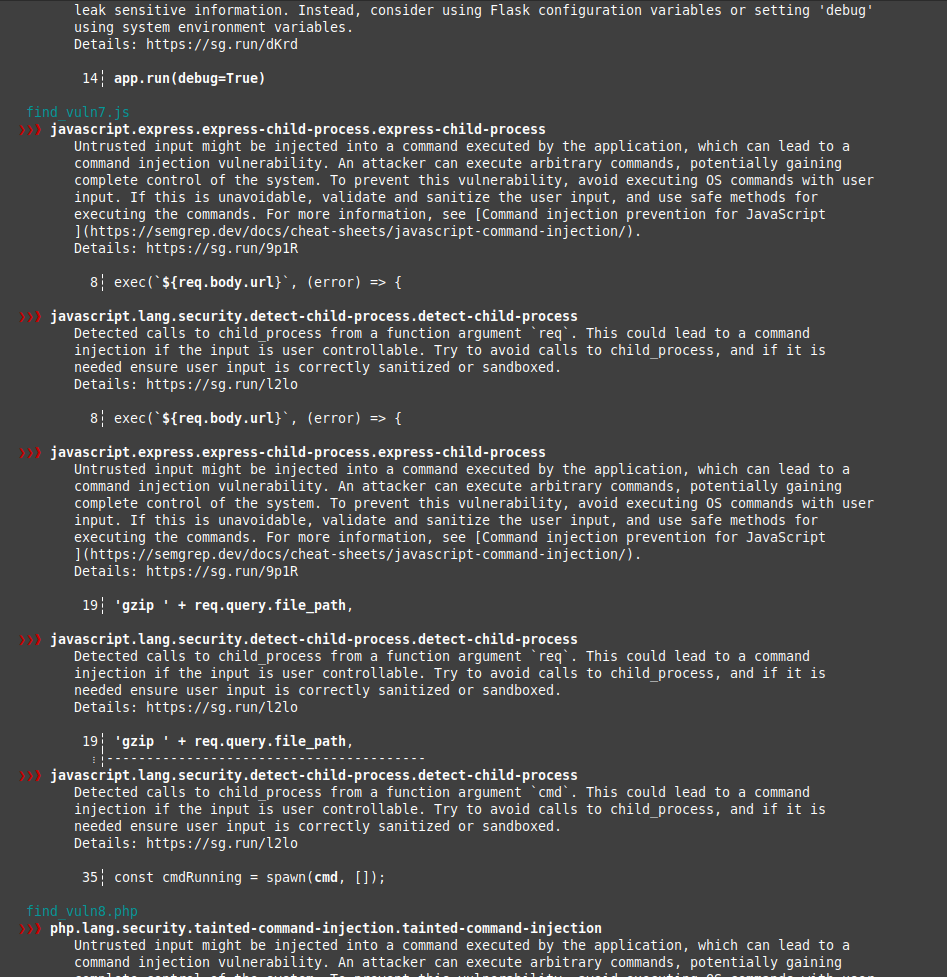 leak sensitive information. Instead, consider using Flask configuration variables or setting 'debug'
using system environment variables.
Details: https://sg.run/dKrd
14┆ app.run(debug=True)
find_vuln7.js
❯❯❯ javascript.express.express-child-process.express-child-process
Untrusted input might be injected into a command executed by the application, which can lead to a
command injection vulnerability. An attacker can execute arbitrary commands, potentially gaining
complete control of the system. To prevent this vulnerability, avoid executing OS commands with user
input. If this is unavoidable, validate and sanitize the user input, and use safe methods for
executing the commands. For more information, see [Command injection prevention for JavaScript
](https://semgrep.dev/docs/cheat-sheets/javascript-command-injection/).
Details: https://sg.run/9p1R
8┆ exec(`${req.body.url}`, (error) => {
❯❯❯ javascript.lang.security.detect-child-process.detect-child-process
Detected calls to child_process from a function argument `req`. This could lead to a command
injection if the input is user controllable. Try to avoid calls to child_process, and if it is
needed ensure user input is correctly sanitized or sandboxed.
Details: https://sg.run/l2lo
8┆ exec(`${req.body.url}`, (error) => {
❯❯❯ javascript.express.express-child-process.express-child-process
Untrusted input might be injected into a command executed by the application, which can lead to a
command injection vulnerability. An attacker can execute arbitrary commands, potentially gaining
complete control of the system. To prevent this vulnerability, avoid executing OS commands with user
input. If this is unavoidable, validate and sanitize the user input, and use safe methods for
executing the commands. For more information, see [Command injection prevention for JavaScript
](https://semgrep.dev/docs/cheat-sheets/javascript-command-injection/).
Details: https://sg.run/9p1R
19┆ 'gzip ' + req.query.file_path,
❯❯❯ javascript.lang.security.detect-child-process.detect-child-process
Detected calls to child_process from a function argument `req`. This could lead to a command
injection if the input is user controllable. Try to avoid calls to child_process, and if it is
needed ensure user input is correctly sanitized or sandboxed.
Details: https://sg.run/l2lo
19┆ 'gzip ' + req.query.file_path,
⋮┆----------------------------------------
❯❯❯ javascript.lang.security.detect-child-process.detect-child-process
Detected calls to child_process from a function argument `cmd`. This could lead to a command
injection if the input is user controllable. Try to avoid calls to child_process, and if it is
needed ensure user input is correctly sanitized or sandboxed.
Details: https://sg.run/l2lo
35┆ const cmdRunning = spawn(cmd, []);
find_vuln8.php
❯❯❯ php.lang.security.tainted-command-injection.tainted-command-injection
Untrusted input might be injected into a command executed by the application, which can lead to a
command injection vulnerability. An attacker can execute arbitrary commands, potentially gaining
complete control of the system. To prevent this vulnerability, avoid executing OS commands with user